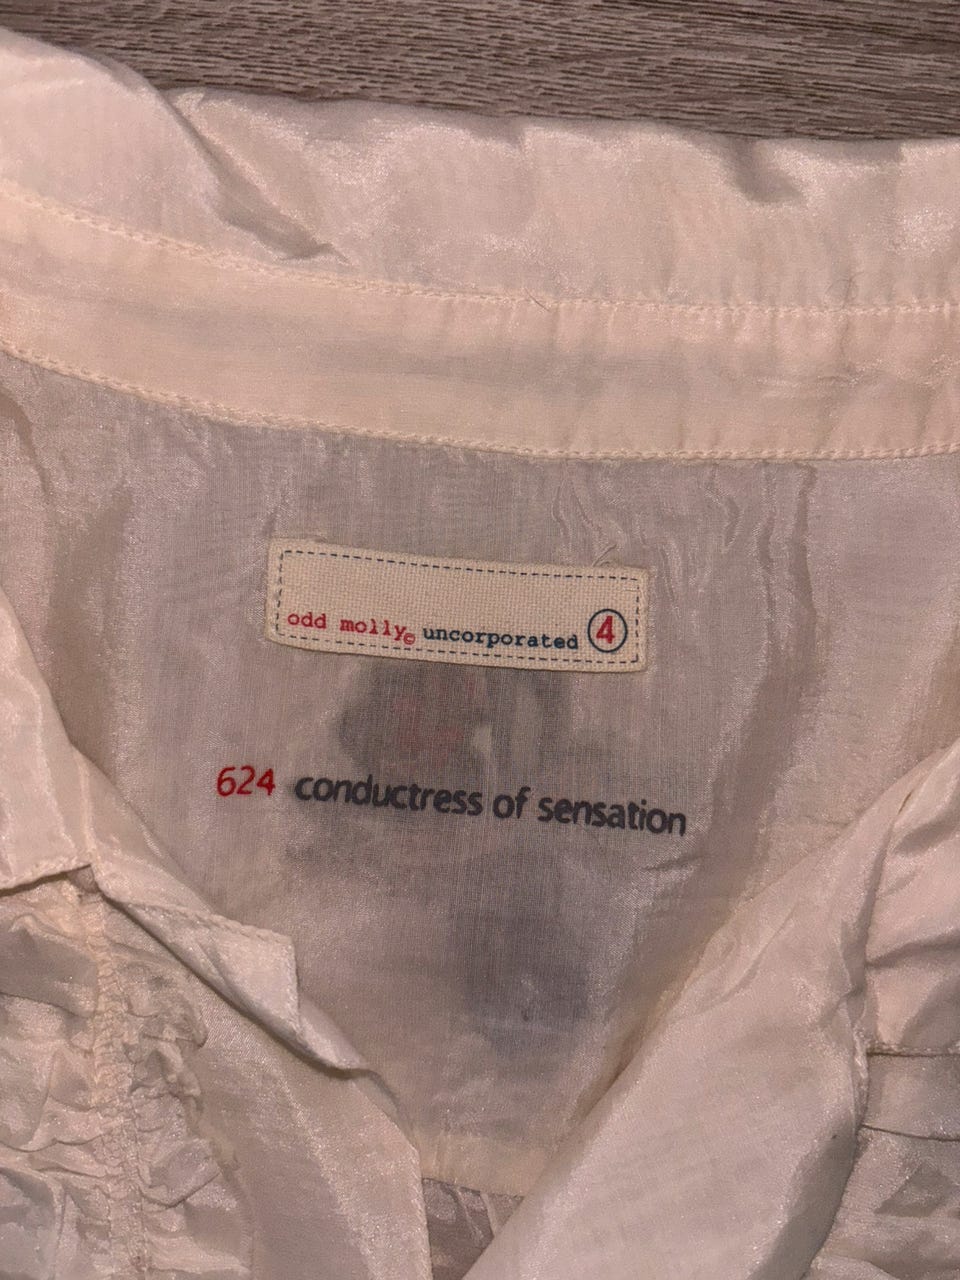 odd molly© uncorporated 4
624 conductress of sensation